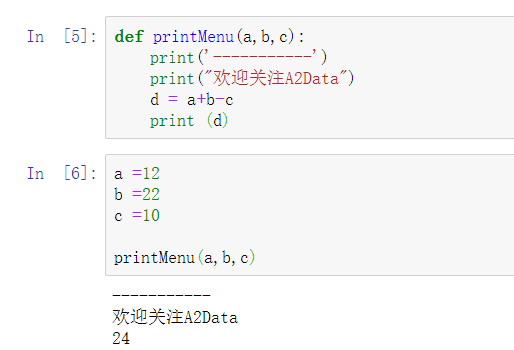 In [5]: def printMenu(a,b,c):
print('-----------')
print("欢迎关注A2Data")
d = a+b-c
print (d)
In [6]: a =12
b =22
c =10
printMenu(a,b,c)
-----------
欢迎关注A2Data
24